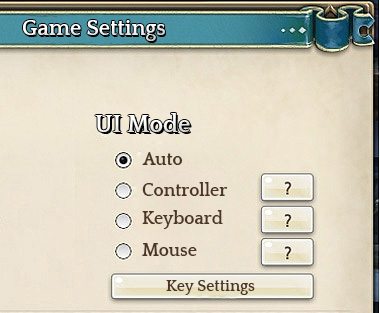 Game Settings
UI Mode
Auto
Controller ?
Keyboard ?
Mouse ?
Key Settings